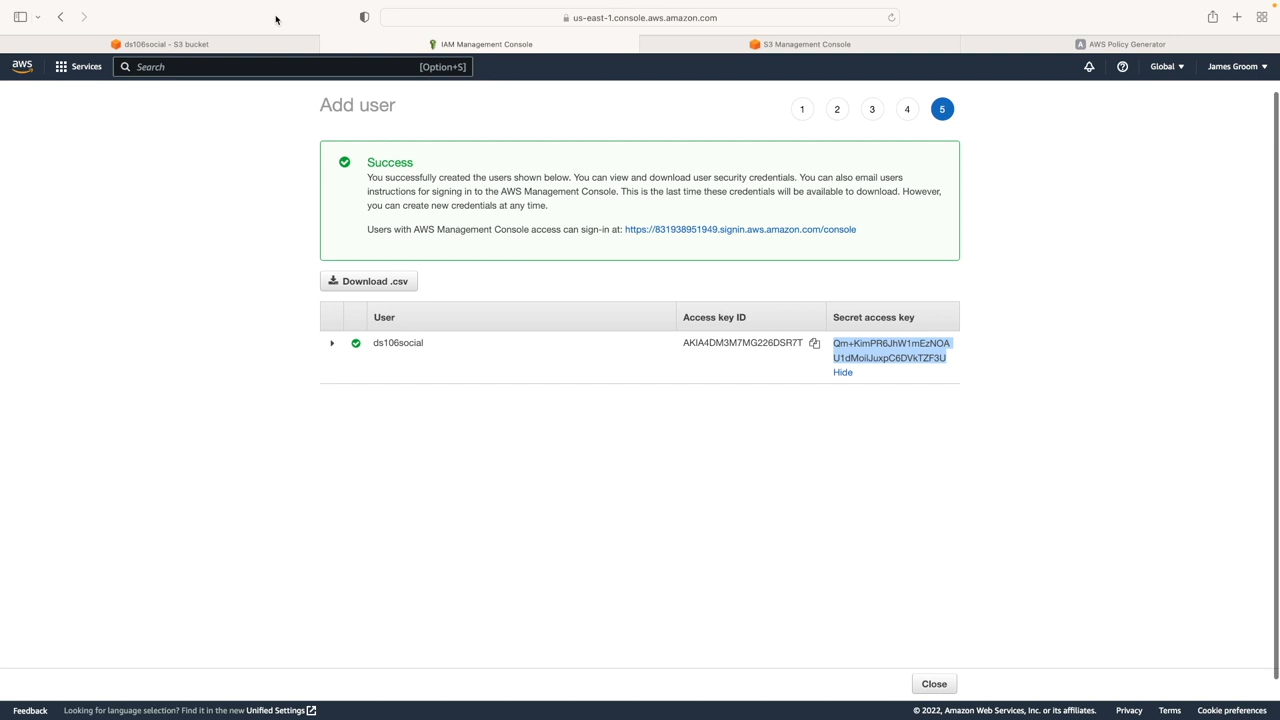 us-east-1.console.aws.amazon.com
ds106social - S3 bucket
IAM Management Console
S3 Management Console
AWS Policy Generator
aws
Services
Search
[Option+S]
Global
James Groom
Add user
1
2
3
4
5
Success
You successfully created the users shown below. You can view and download user security credentials. You can also email users
instructions for signing in to the AWS Management Console. This is the last time these credentials will be available to download. However,
you can create new credentials at any time.
Users with AWS Management Console access can sign-in at: https://831938951949.signin.aws.amazon.com/console
Download .csv
User
Access key ID
Secret access key
ds106social
AKIA4DM3M7MG226DSR7T
Qm+KimPR6JhW1mEzNOA
U1dMoilJuxpC6DVkTZF3U
Hide
Close
Feedback
Looking for language selection? Find it in the new Unified Settings
© 2022, Amazon Web Services, Inc. or its affiliates.
Privacy
Terms
Cookie preferences